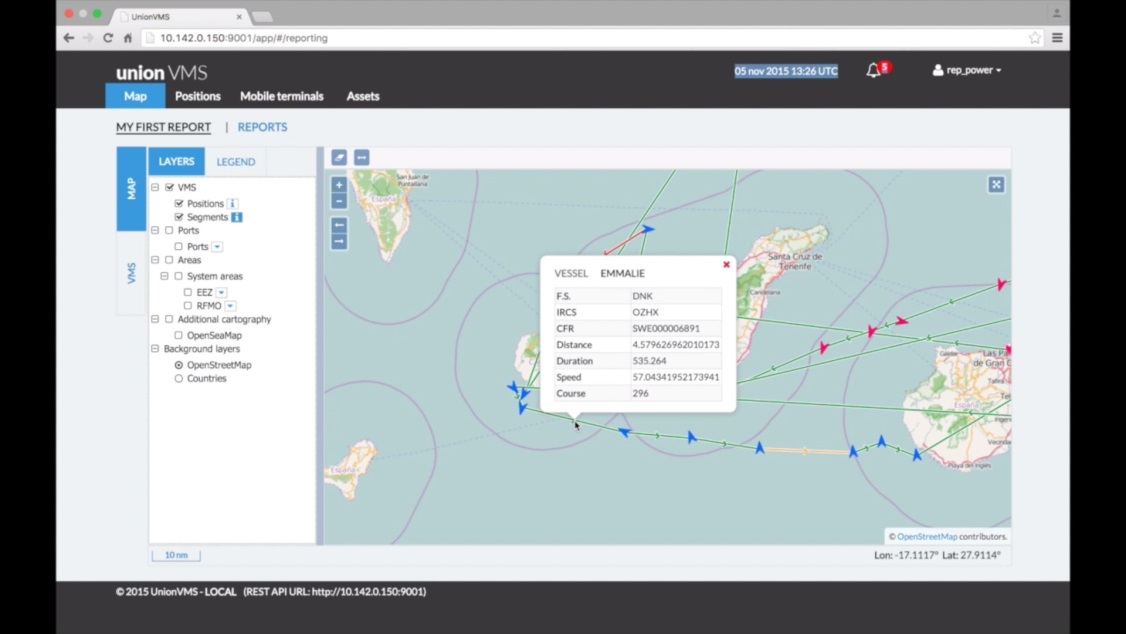 UnionVMS
10.142.0.150:9001/app/#/reporting
union VMS
05 nov 2015 13:26 UTC
5
rep_power
Map Positions Mobile terminals Assets
MY FIRST REPORT | REPORTS
MAP
VMS
LAYERS LEGEND
VMS
Positions
Segments
Ports
Ports
Areas
System areas
EEZ
RFMO
Additional cartography
OpenSeaMap
Background layers
OpenStreetMap
Countries
San Juan de
Puntallana
España
Santa Cruz de
Tenerife
Candelaria
VESSEL EMMALIE
F.S. DNK
IRCS OZHX
CFR SWE000006891
Distance 4.579626962010173
Duration 535.264
Speed 57.04341952173941
Course 296
Las Pa
de Gran C
España
España
© OpenStreetMap contributors.
10 nm
Lon: -17.1117° Lat: 27.9114°
© 2015 UnionVMS - LOCAL (REST API URL: http://10.142.0.150:9001)